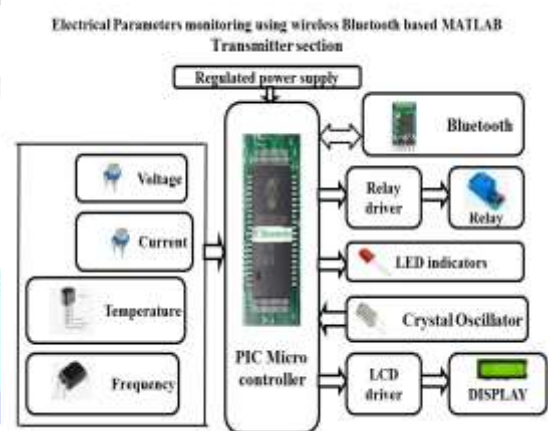 Electrical Parameters monitoring using wireless Bluetooth based MATLAB
Transmitter section
Regulated power supply
Voltage
Current
Temperature
Frequency
PIC Micro
controller
Bluetooth
Relay
driver
Relay
LED indicators
Crystal Oscillator
LCD
driver
DISPLAY